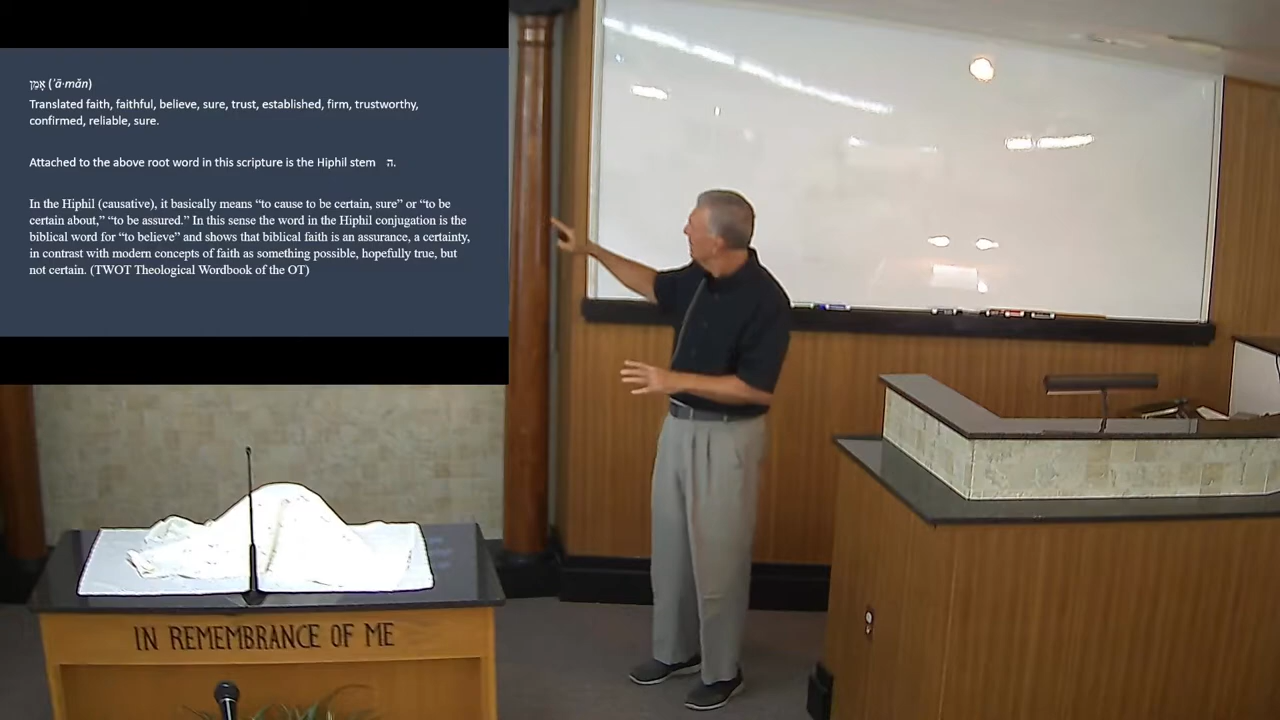 אָמַן (ʾā·mǎn)
Translated faith, faithful, believe, sure, trust, established, firm, trustworthy,
confirmed, reliable, sure.
Attached to the above root word in this scripture is the Hiphil stem ה.
In the Hiphil (causative), it basically means “to cause to be certain, sure” or “to be
certain about,” “to be assured.” In this sense the word in the Hiphil conjugation is the
biblical word for “to believe” and shows that biblical faith is an assurance, a certainty,
in contrast with modern concepts of faith as something possible, hopefully true, but
not certain. (TWOT Theological Wordbook of the OT)
IN REMEMBRANCE OF ME